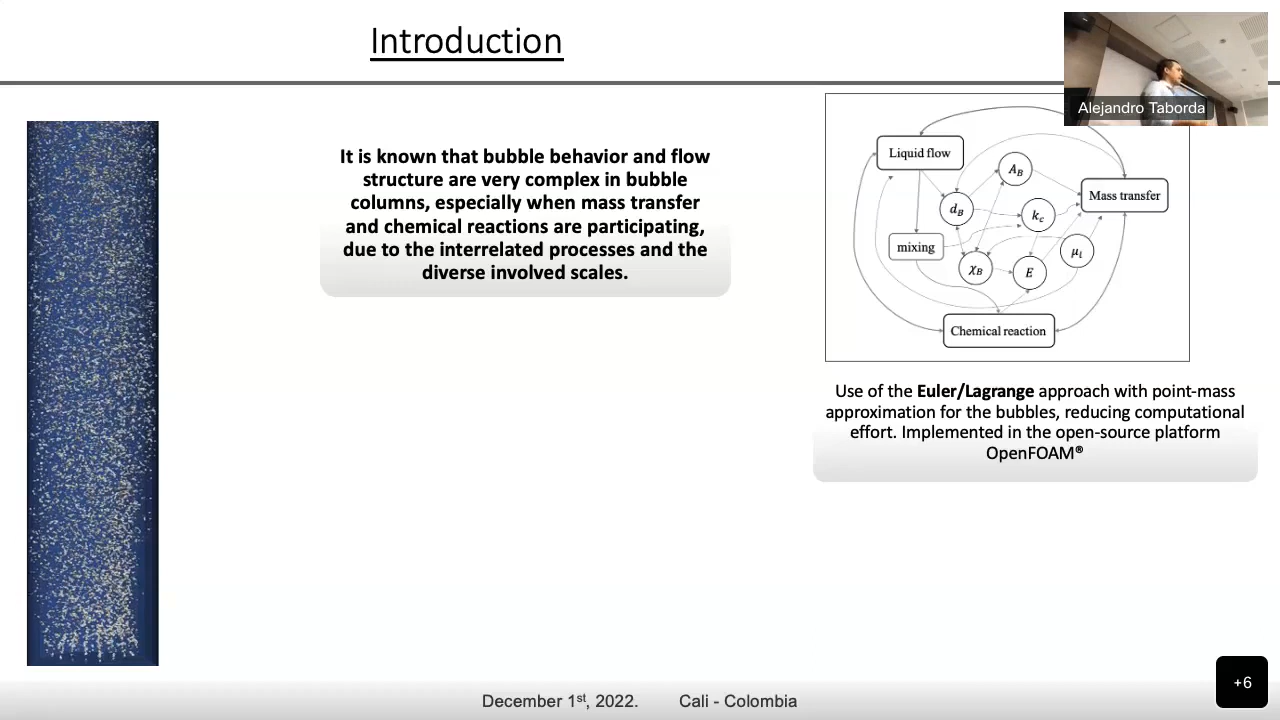 Introduction
Alejandro Taborda
It is known that bubble behavior and flow
structure are very complex in bubble
columns, especially when mass transfer
and chemical reactions are participating,
due to the interrelated processes and the
diverse involved scales.
Liquid flow
A_B
Mass transfer
d_B
k_c
mixing
μ_l
χ_B
E
Chemical reaction
Use of the Euler/Lagrange approach with point-mass
approximation for the bubbles, reducing computational
effort. Implemented in the open-source platform
OpenFOAM®
December 1st, 2022. Cali - Colombia
+6